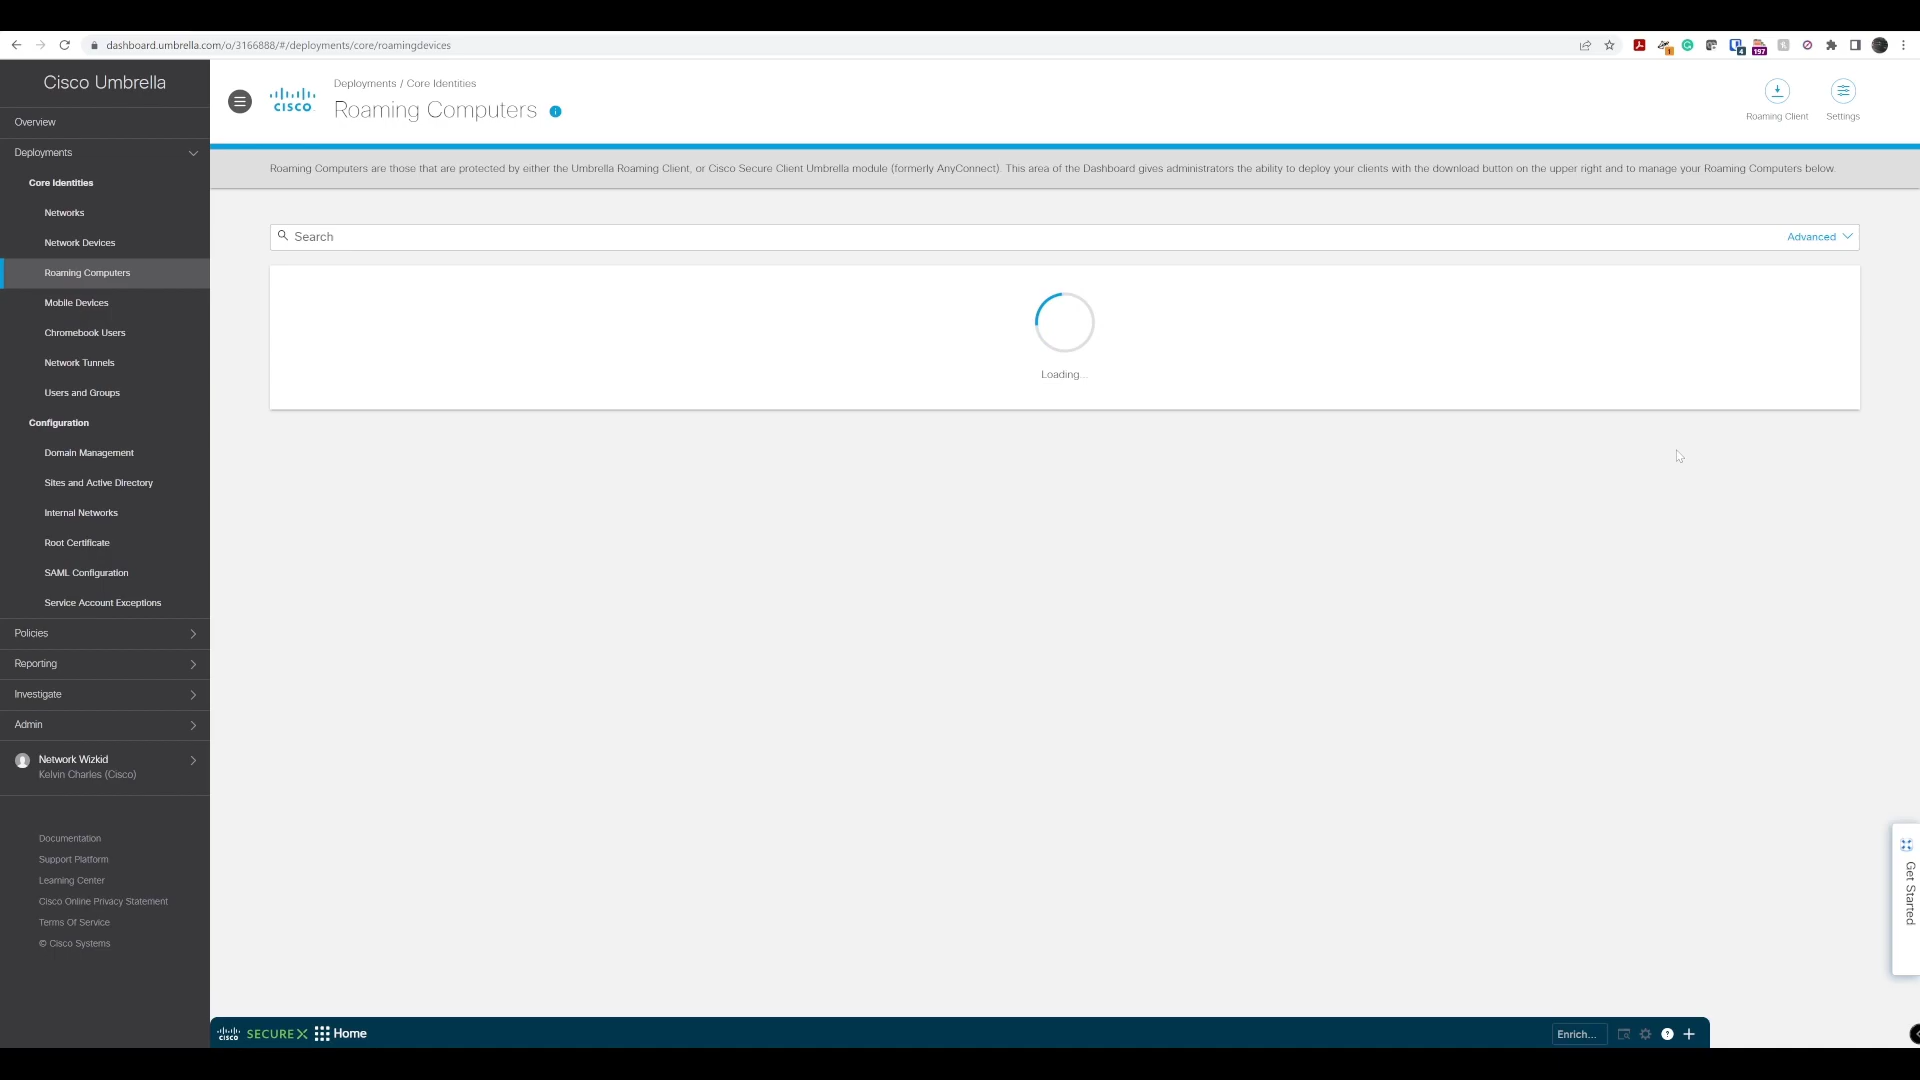 dashboard.umbrella.com/o/3166888/#/deployments/core/roamingdevices
1
4
197
Cisco Umbrella
Overview
Deployments
Core Identities
Networks
Network Devices
Roaming Computers
Mobile Devices
Chromebook Users
Network Tunnels
Users and Groups
Configuration
Domain Management
Sites and Active Directory
Internal Networks
Root Certificate
SAML Configuration
Service Account Exceptions
Policies
Reporting
Investigate
Admin
Network Wizkid
Kelvin Charles (Cisco)
Documentation
Support Platform
Learning Center
Cisco Online Privacy Statement
Terms Of Service
© Cisco Systems
CISCO
Deployments / Core Identities
Roaming Computers
Roaming Client
Settings
Roaming Computers are those that are protected by either the Umbrella Roaming Client, or Cisco Secure Client Umbrella module (formerly AnyConnect). This area of the Dashboard gives administrators the ability to deploy your clients with the download button on the upper right and to manage your Roaming Computers below.
Search
Advanced
Loading...
Get Started
CISCO SECUREX Home
Enrich...